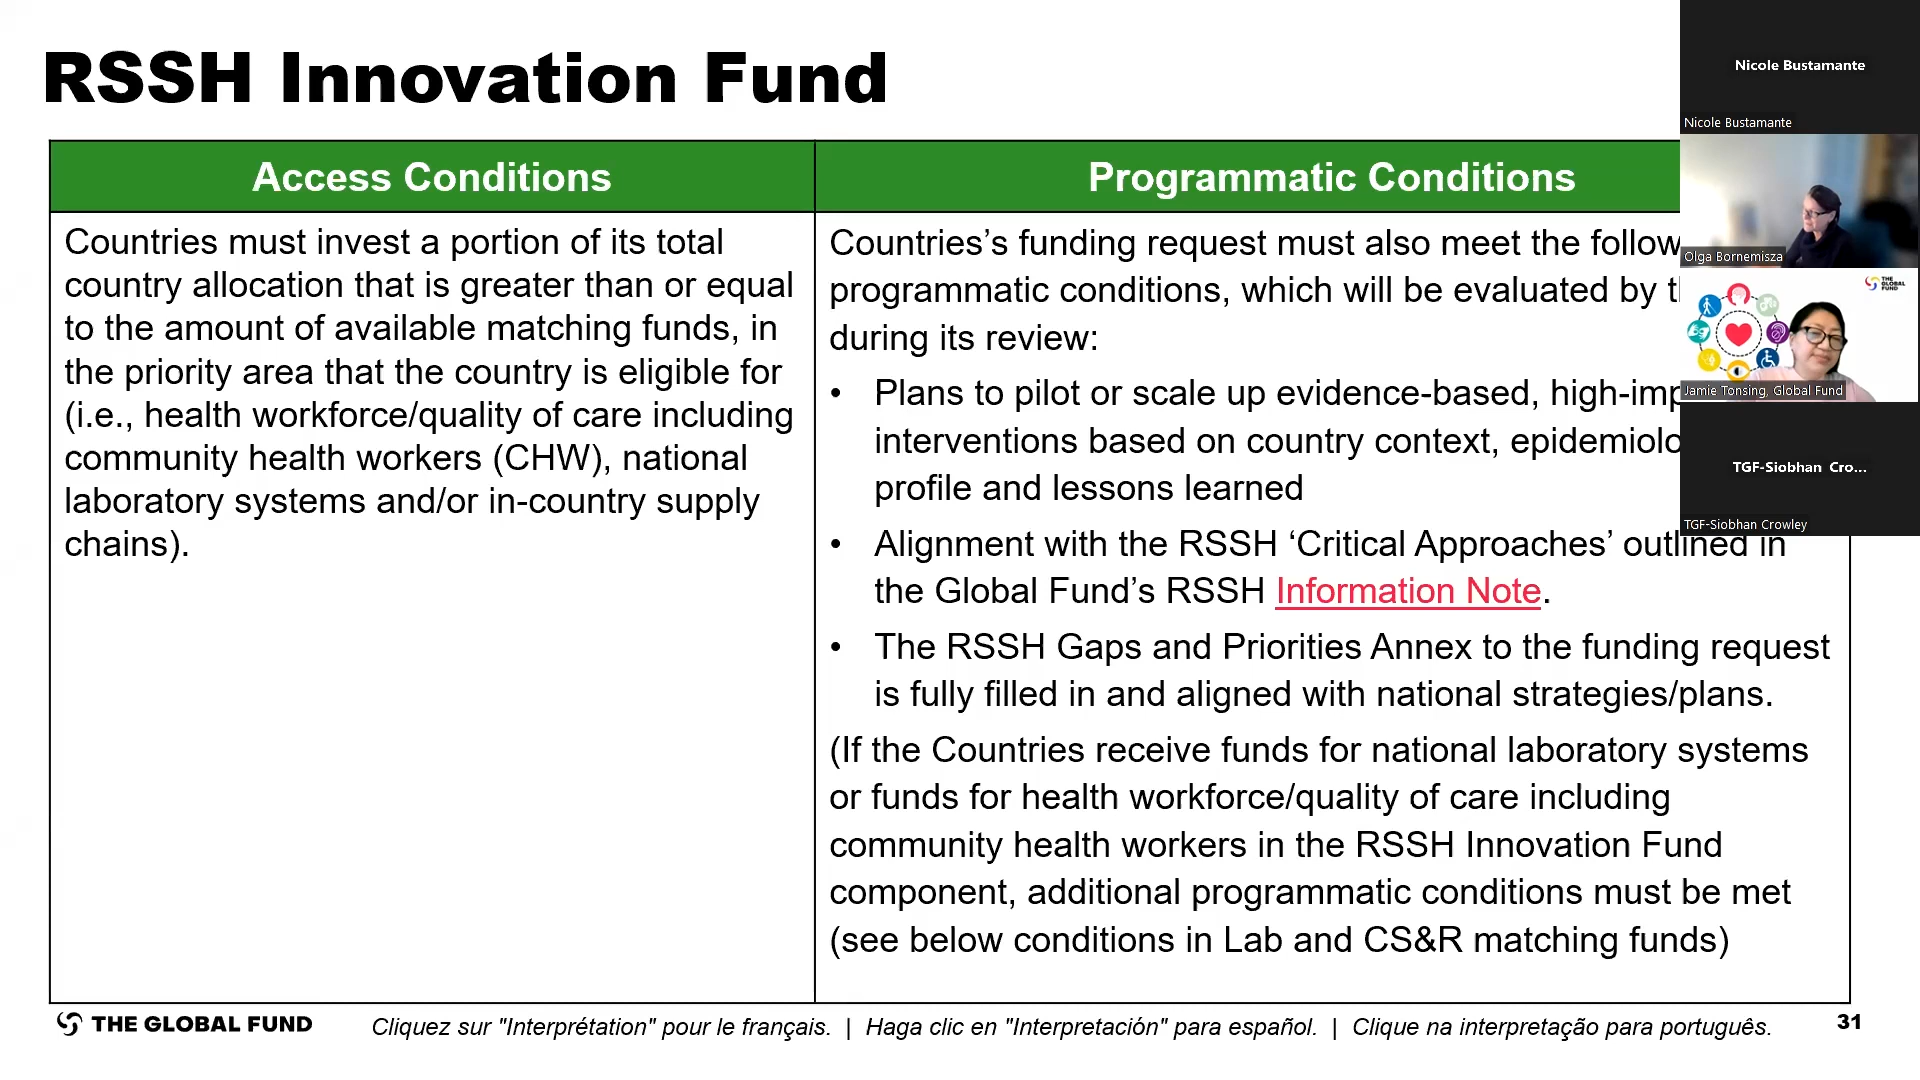 RSSH Innovation Fund
Access Conditions
Countries must invest a portion of its total
country allocation that is greater than or equal
to the amount of available matching funds, in
the priority area that the country is eligible for
(i.e., health workforce/quality of care including
community health workers (CHW), national
laboratory systems and/or in-country supply
chains).
Programmatic Conditions
Countries’s funding request must also meet the
programmatic conditions, which will be evaluated by
during its review:
• Plans to pilot or scale up evidence-based,
interventions based on country context,
profile and lessons learned
• Alignment with the RSSH ‘Critical Approaches’ outlined in
the Global Fund’s RSSH Information Note.
• The RSSH Gaps and Priorities Annex to the funding request
is fully filled in and aligned with national strategies/plans.
(If the Countries receive funds for national laboratory systems
or funds for health workforce/quality of care including
community health workers in the RSSH Innovation Fund
component, additional programmatic conditions must be met
(see below conditions in Lab and CS&R matching funds)
Nicole Bustamante
Nicole Bustamante
Olga Bornemisza
THE
GLOBAL
FUND
Jamie Tonsing, Global Fund
TGF-Siobhan Cro...
TGF-Siobhan Crowley
THE GLOBAL FUND
Cliquez sur "Interprétation" pour le français. | Haga clic en "Interpretación" para español. | Clique na interpretação para português.
31